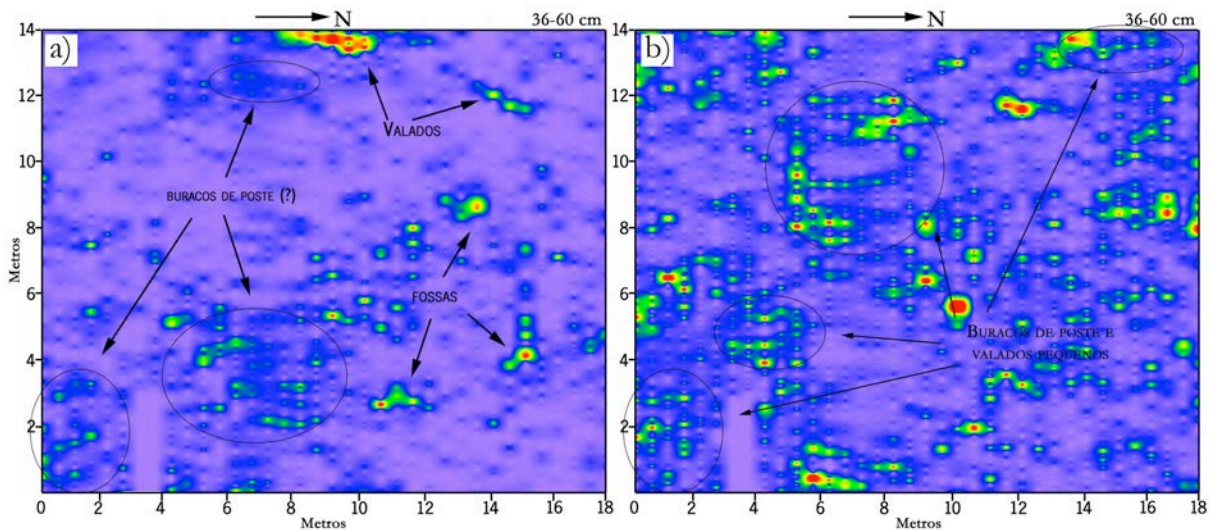 N
36-60 cm
a)
VALADOS
BURACOS DE POSTE (?)
FOSSAS
14
12
10
8
6
4
2
Metros
0
2
4
6
8
10
12
14
16
18
Metros
N
36-60 cm
b)
BURACOS DE POSTE E
VALADOS PEQUENOS
14
12
10
8
6
4
2
0
2
4
6
8
10
12
14
16
18
Metros